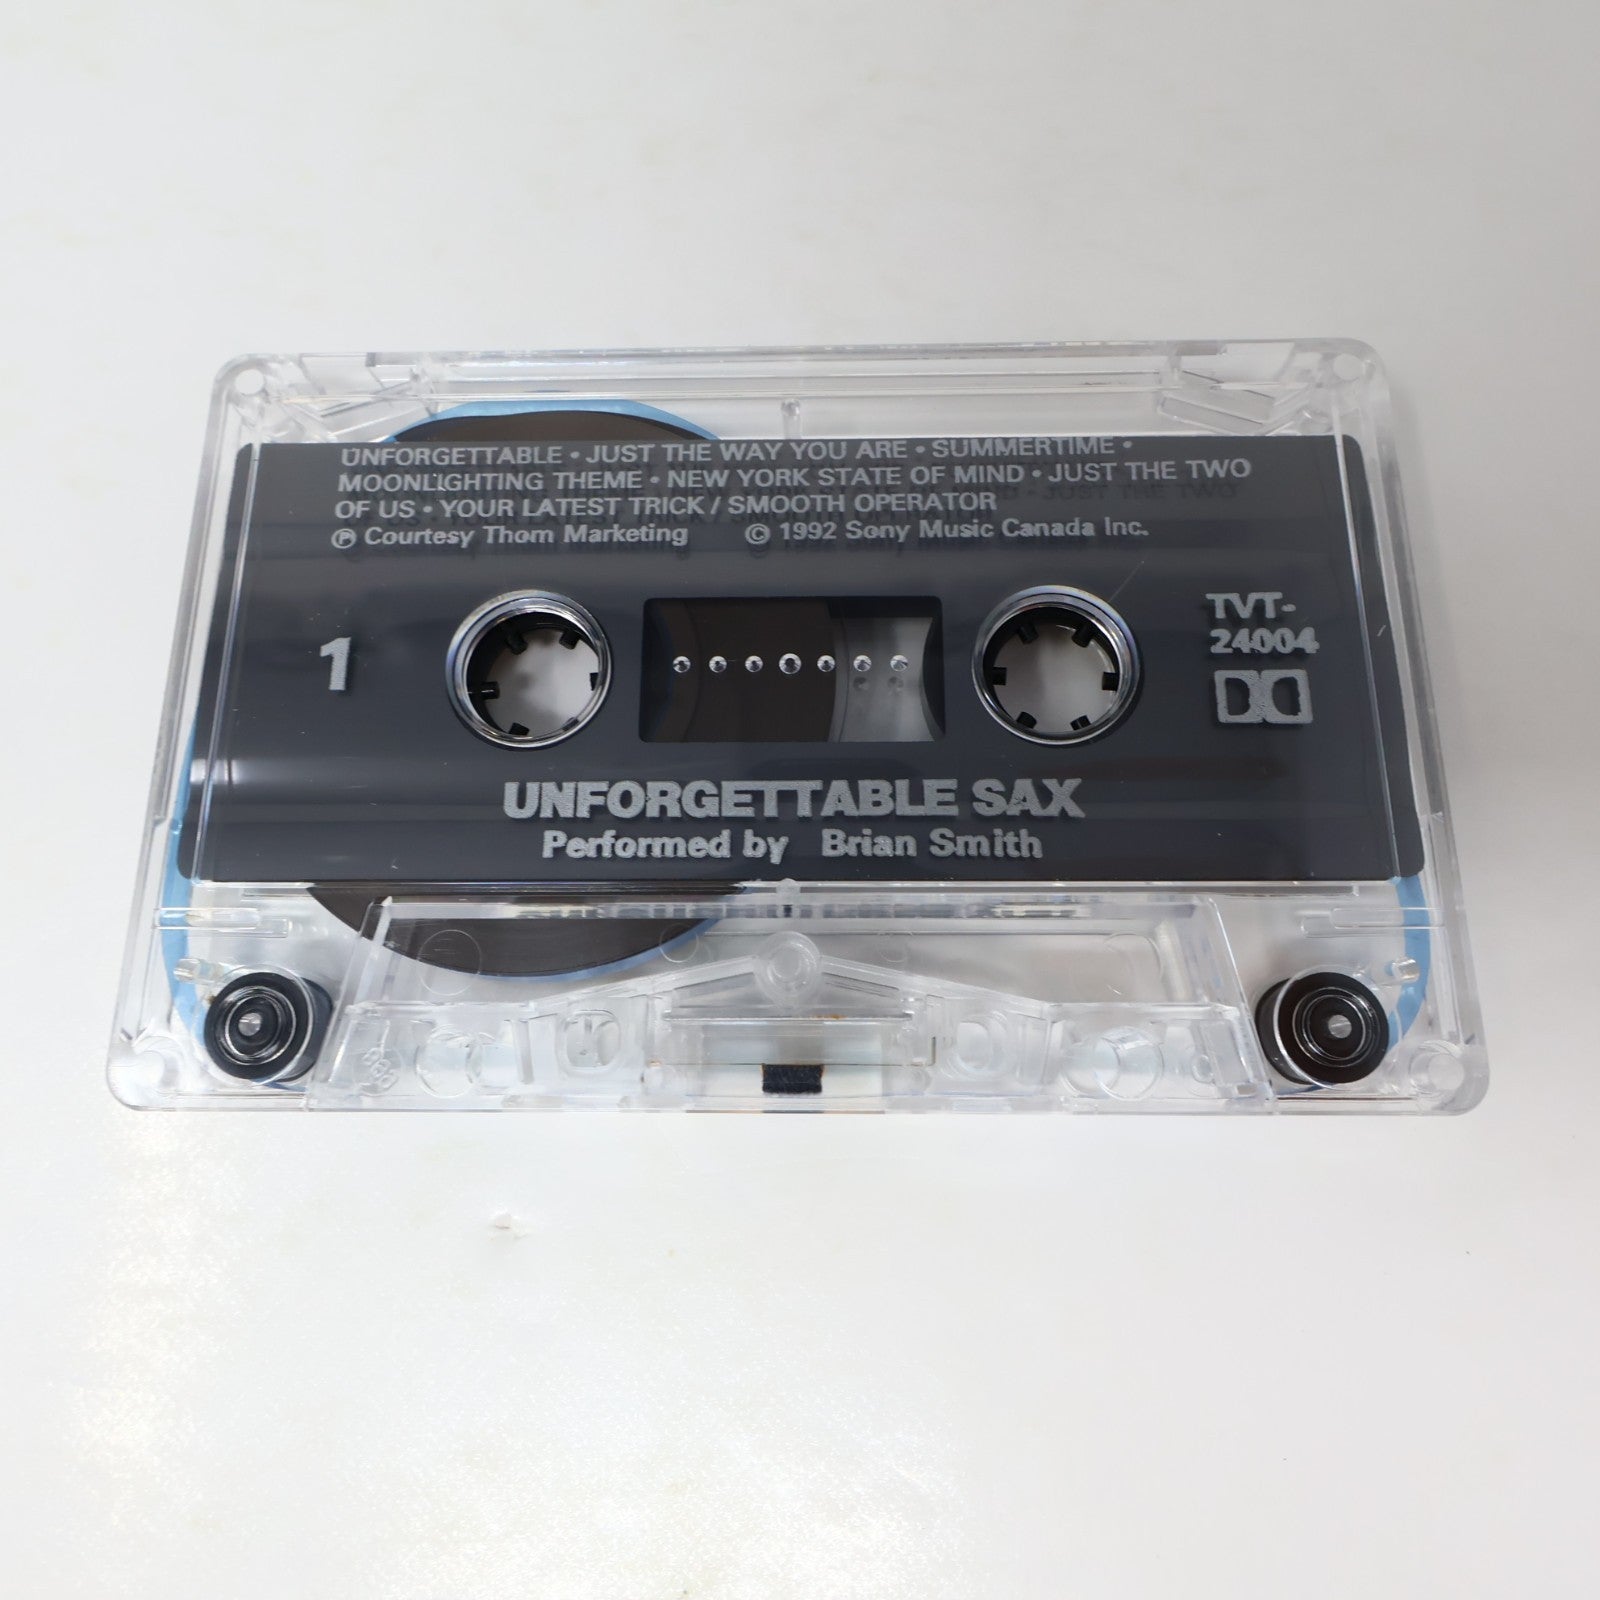 UNFORGETTABLE • JUST THE WAY YOU ARE • SUMMERTIME •
MOONLIGHTING THEME • NEW YORK STATE OF MIND • JUST THE TWO
OF US • YOUR LATEST TRICK / SMOOTH OPERATOR
℗ Courtesy Thom Marketing © 1992 Sony Music Canada Inc.
1
TVT-
24004
UNFORGETTABLE SAX
Performed by Brian Smith